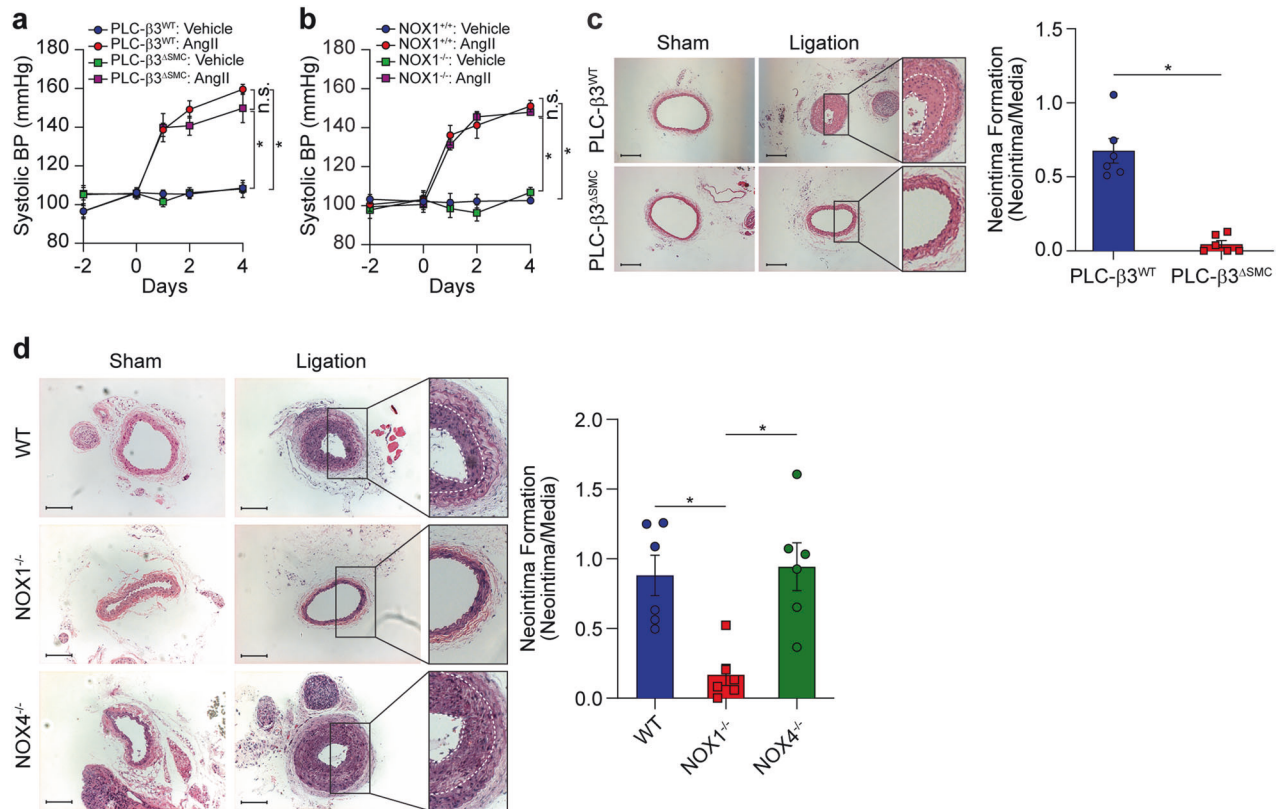 a
PLC-β3WT: Vehicle
PLC-β3WT: AngII
PLC-β3ΔSMC: Vehicle
PLC-β3ΔSMC: AngII
Systolic BP (mmHg)
160
140
120
100
80
-2
0
2
4
Days
n.s.
*
*
b
NOX1+/+: Vehicle
NOX1+/+: AngII
NOX1-/-: Vehicle
NOX1-/-: AngII
Systolic BP (mmHg)
160
140
120
100
80
-2
0
2
4
Days
n.s.
*
*
c
Sham
Ligation
PLC-β3WT
PLC-β3ΔSMC
Neointima Formation
(Neointima/Media)
1.5
1.0
0.5
0.0
*
PLC-β3WT
PLC-β3ΔSMC
d
Sham
Ligation
WT
NOX1-/-
NOX4-/-
Neointima Formation
(Neointima/Media)
2.0
1.5
1.0
0.5
0.0
*
*
WT
NOX1-/-
NOX4-/-